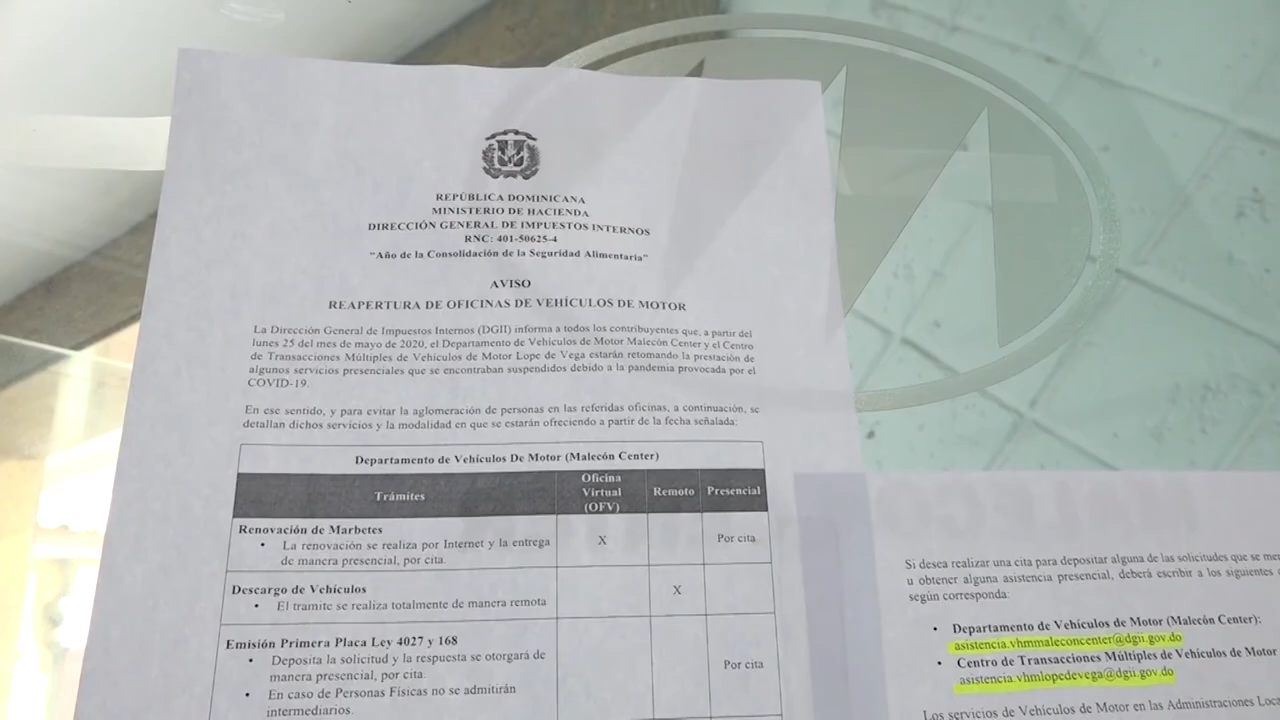 REPÚBLICA DOMINICANA
MINISTERIO DE HACIENDA
DIRECCIÓN GENERAL DE IMPUESTOS INTERNOS
RNC: 401-50625-4
"Año de la Consolidación de la Seguridad Alimentaria"
AVISO
REAPERTURA DE OFICINAS DE VEHÍCULOS DE MOTOR
La Dirección General de Impuestos Internos (DGII) informa a todos los contribuyentes que, a partir del
lunes 25 del mes de mayo de 2020, el Departamento de Vehículos de Motor Malecón Center y el Centro
de Transacciones Múltiples de Vehículos de Motor Lope de Vega estarán retomando la prestación de
algunos servicios presenciales que se encontraban suspendidos debido a la pandemia provocada por el
COVID-19.
En ese sentido, y para evitar la aglomeración de personas en las referidas oficinas, a continuación, se
detallan dichos servicios y la modalidad en que se estarán ofreciendo a partir de la fecha señalada:
Departamento de Vehículos De Motor (Malecón Center)
Trámites
Oficina
Virtual
(OFV)
Remoto
Presencial
Renovación de Marbetes
• La renovación se realiza por Internet y la entrega
de manera presencial, por cita.
X
Por cita
Descargo de Vehículos
• El tramite se realiza totalmente de manera remota
X
Emisión Primera Placa Ley 4027 y 168
• Deposita la solicitud y la respuesta se otorgará de
manera presencial, por cita.
• En caso de Personas Físicas no se admitirán
intermediarios.
Por cita
Si desea realizar una cita para depositar alguna de las solicitudes que se
u obtener alguna asistencia presencial, deberá escribir a los siguientes
según corresponda:
• Departamento de Vehículos de Motor (Malecón Center):
asistencia.vhmmaleconcenter@dgii.gov.do
• Centro de Transacciones Múltiples de Vehículos de Motor
asistencia.vhmlopedevega@dgii.gov.do
Los servicios de Vehículos de Motor en las Administraciones